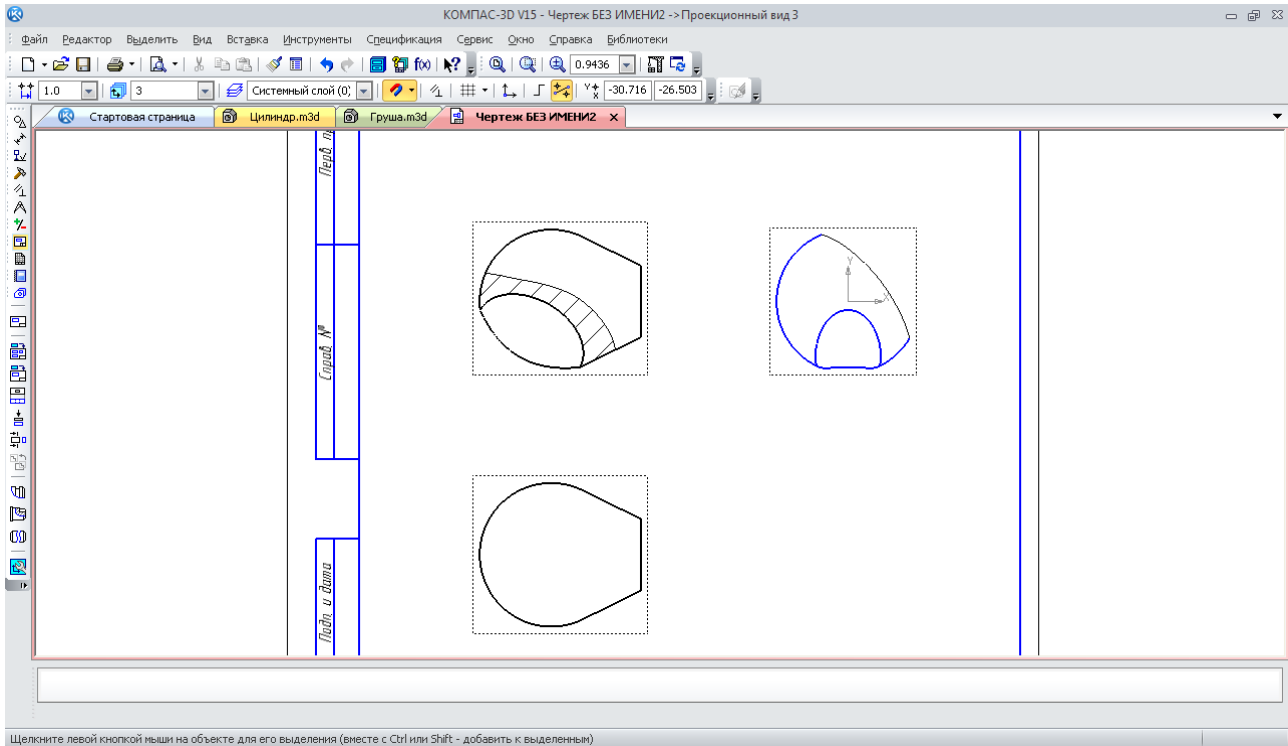 КОМПАС-3D V15 - Чертеж БЕЗ ИМЕНИ2 ->Проекционный вид 3
Файл Редактор Выделить Вид Вставка Инструменты Спецификация Сервис Окно Справка Библиотеки
f(x) 0.9436
1.0 3 Системный слой (0) -30.716 -26.503
Стартовая страница Цилиндр.m3d Груша.m3d Чертеж БЕЗ ИМЕНИ2
Перв.
Y
X
Справ. №
Подп. и дата
Щелкните левой кнопкой мыши на объекте для его выделения (вместе с Ctrl или Shift - добавить к выделенным)